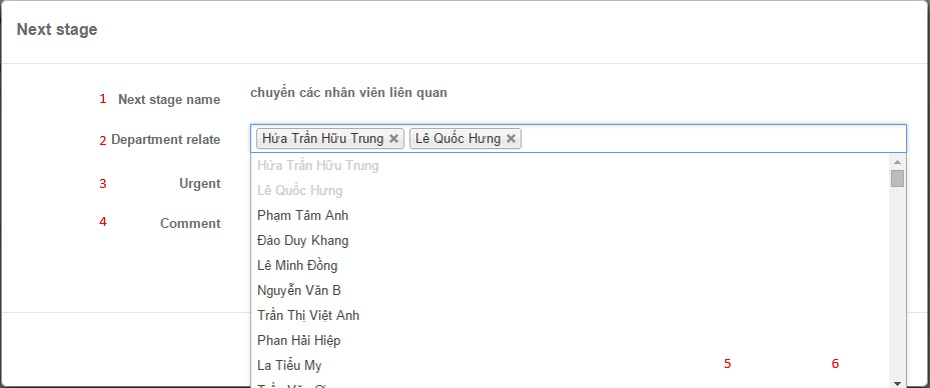 Next stage
1 Next stage name chuyển các nhân viên liên quan
2 Department relate Hứa Trần Hữu Trung × Lê Quốc Hưng ×
Hứa Trần Hữu Trung
3 Urgent
Lê Quốc Hưng
Phạm Tâm Anh
4 Comment
Đào Duy Khang
Lê Minh Đồng
Nguyễn Văn B
Trần Thị Việt Anh
Phan Hải Hiệp
La Tiểu My 5 6